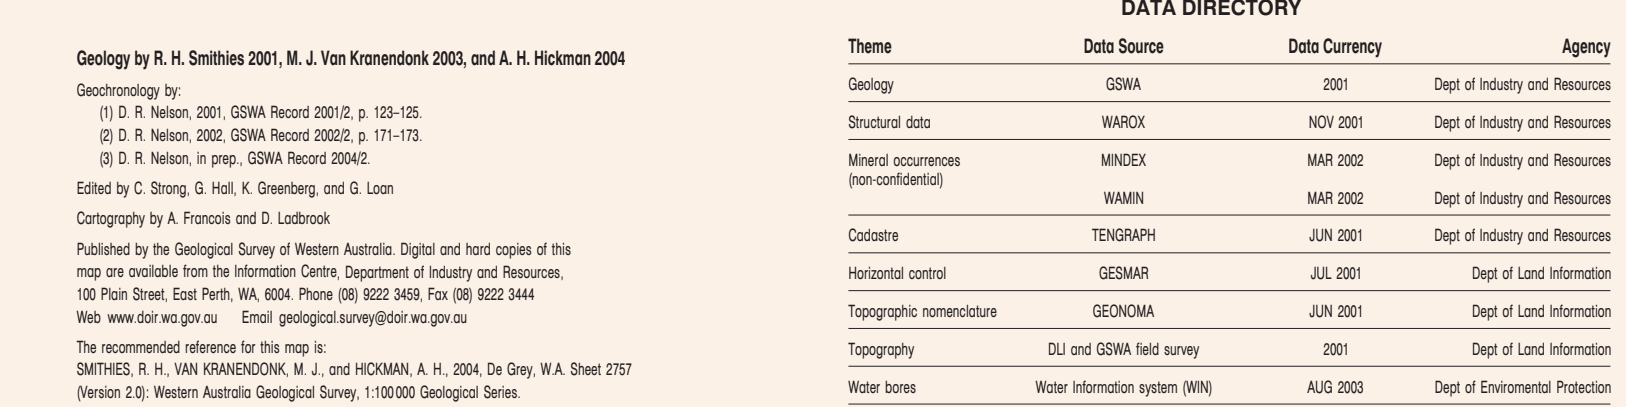 Geology by R. H. Smithies 2001, M. J. Van Kranendonk 2003, and A. H. Hickman 2004
Geochronology by:
(1) D. R. Nelson, 2001, GSWA Record 2001/2, p. 123–125.
(2) D. R. Nelson, 2002, GSWA Record 2002/2, p. 171–173.
(3) D. R. Nelson, in prep., GSWA Record 2004/2.
Edited by C. Strong, G. Hall, K. Greenberg, and G. Loan
Cartography by A. Francois and D. Ladbrook
Published by the Geological Survey of Western Australia. Digital and hard copies of this
map are available from the Information Centre, Department of Industry and Resources,
100 Plain Street, East Perth, WA, 6004. Phone (08) 9222 3459, Fax (08) 9222 3444
Web www.doir.wa.gov.au Email geological.survey@doir.wa.gov.au
The recommended reference for this map is:
SMITHIES, R. H., VAN KRANENDONK, M. J., and HICKMAN, A. H., 2004, De Grey, W.A. Sheet 2757
(Version 2.0): Western Australia Geological Survey, 1:100 000 Geological Series.
DATA DIRECTORY
Theme Data Source Data Currency Agency
Geology GSWA 2001 Dept of Industry and Resources
Structural data WAROX NOV 2001 Dept of Industry and Resources
Mineral occurrences MINDEX MAR 2002 Dept of Industry and Resources
(non-confidential)
WAMIN MAR 2002 Dept of Industry and Resources
Cadastre TENGRAPH JUN 2001 Dept of Industry and Resources
Horizontal control GESMAR JUL 2001 Dept of Land Information
Topographic nomenclature GEONOMA JUN 2001 Dept of Land Information
Topography DLI and GSWA field survey 2001 Dept of Land Information
Water bores Water Information system (WIN) AUG 2003 Dept of Enviromental Protection